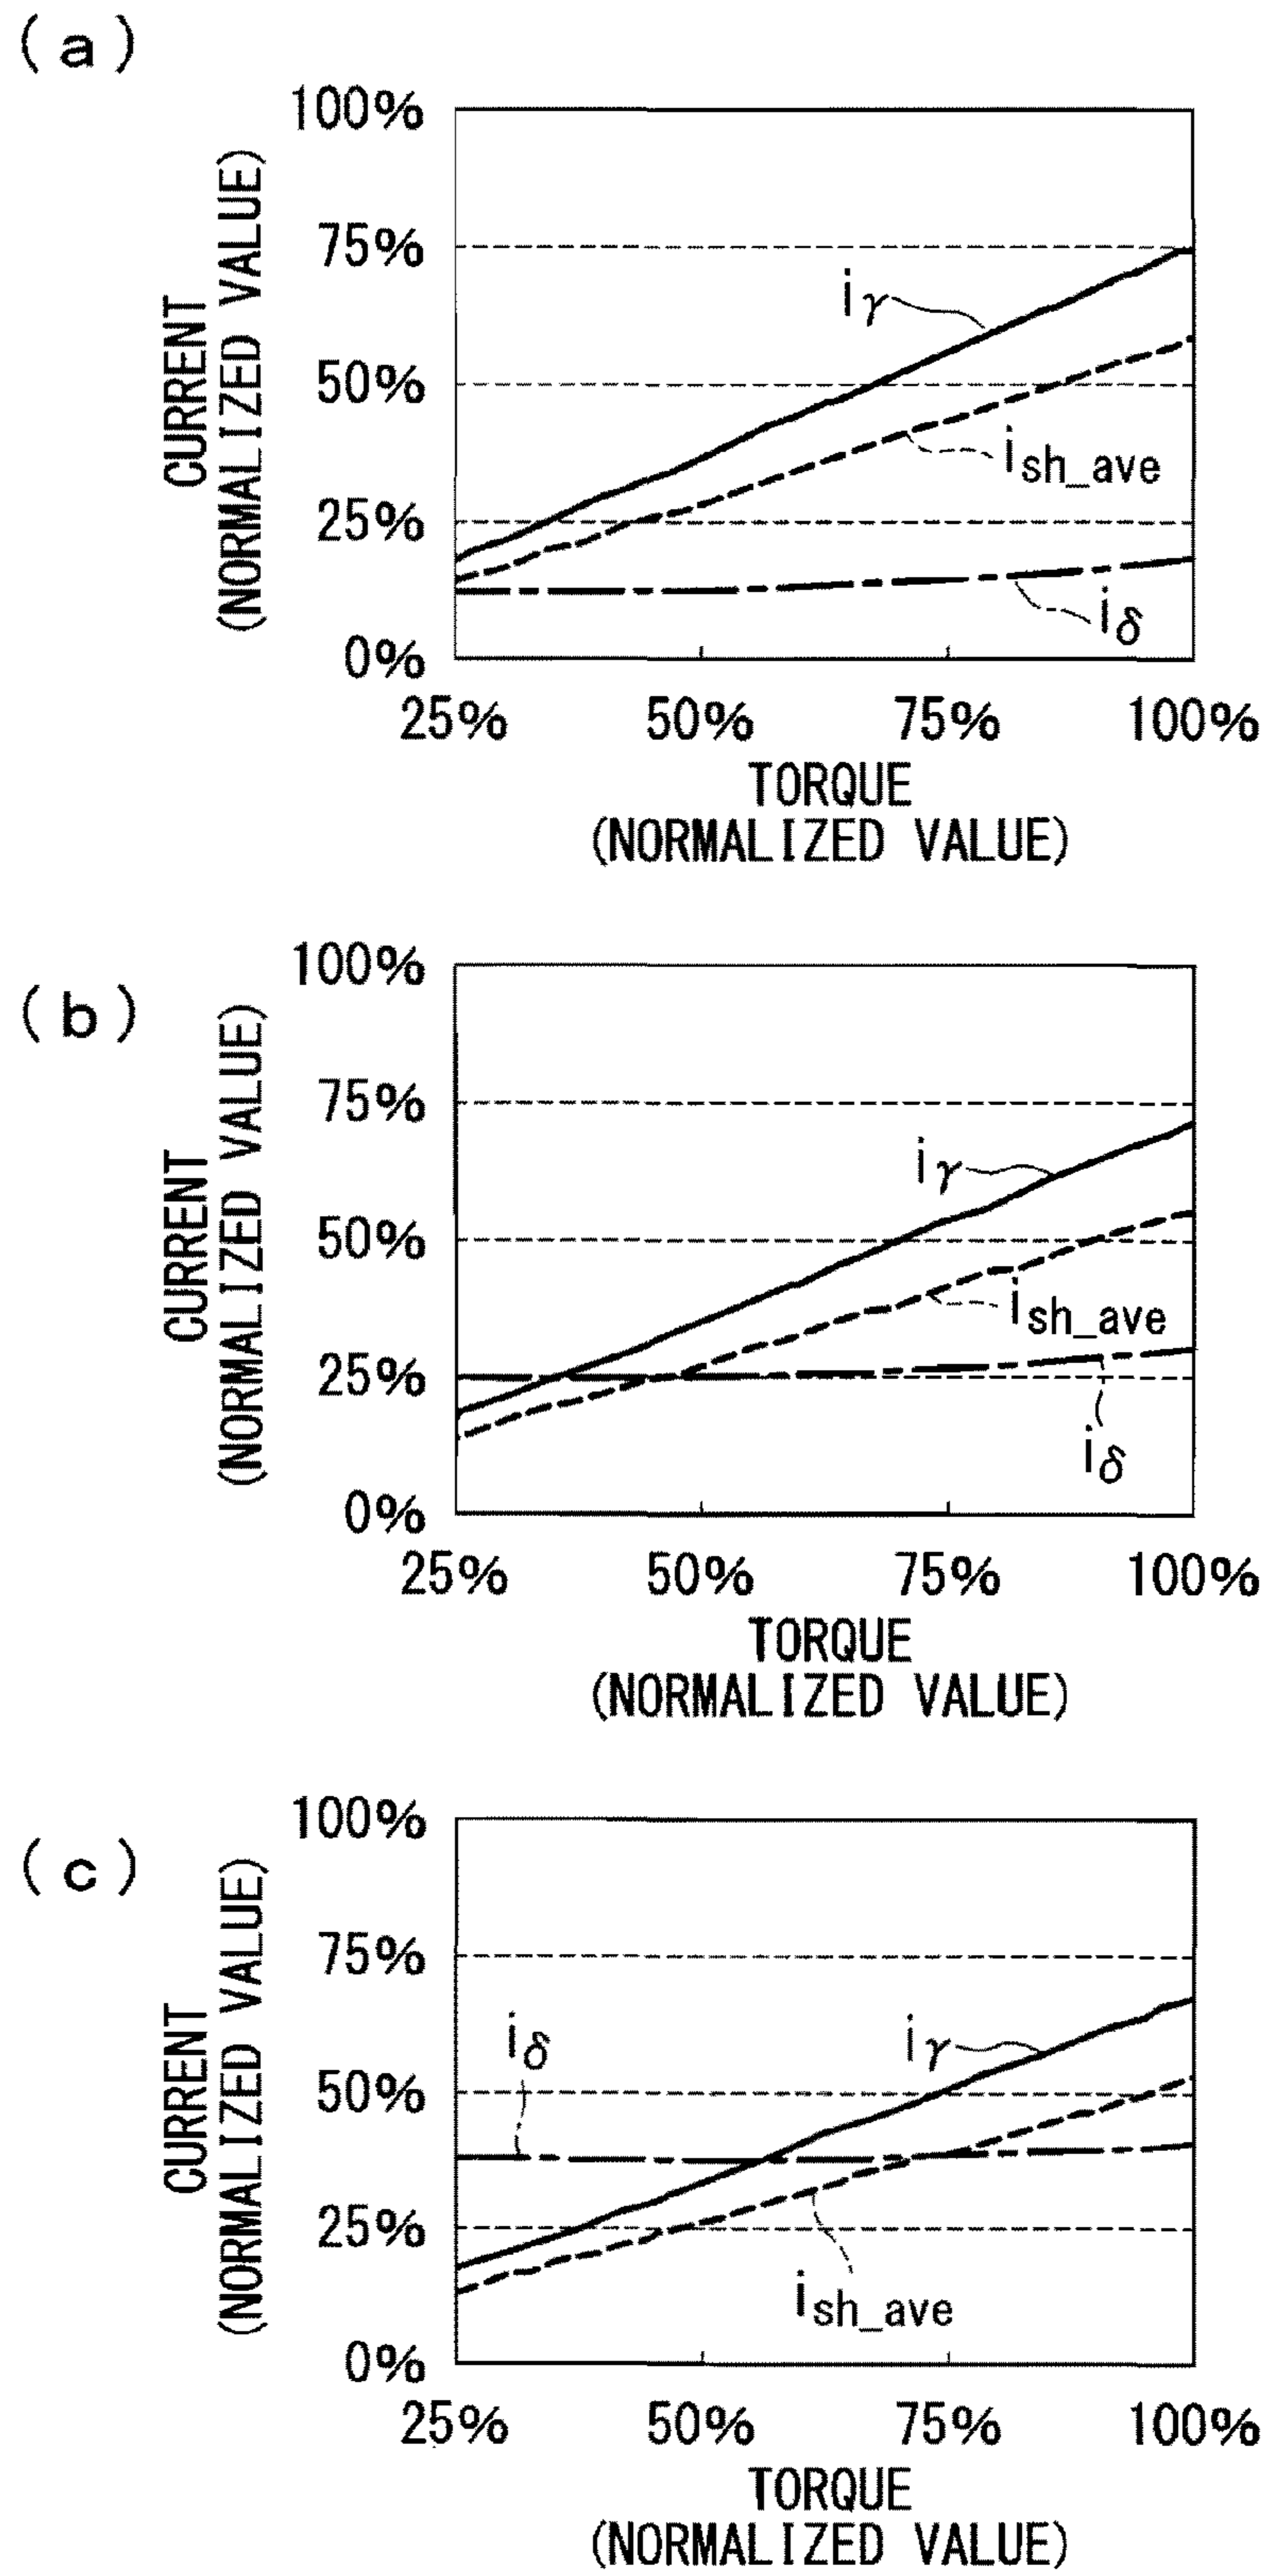 (a)
CURRENT
(NORMALIZED VALUE)
100%
75%
50%
25%
0%
iγ
ish_ave
iδ
25% 50% 75% 100%
TORQUE
(NORMALIZED VALUE)
(b)
CURRENT
(NORMALIZED VALUE)
100%
75%
50%
25%
0%
iγ
ish_ave
iδ
25% 50% 75% 100%
TORQUE
(NORMALIZED VALUE)
(c)
CURRENT
(NORMALIZED VALUE)
100%
75%
50%
25%
0%
iδ
iγ
ish_ave
25% 50% 75% 100%
TORQUE
(NORMALIZED VALUE)